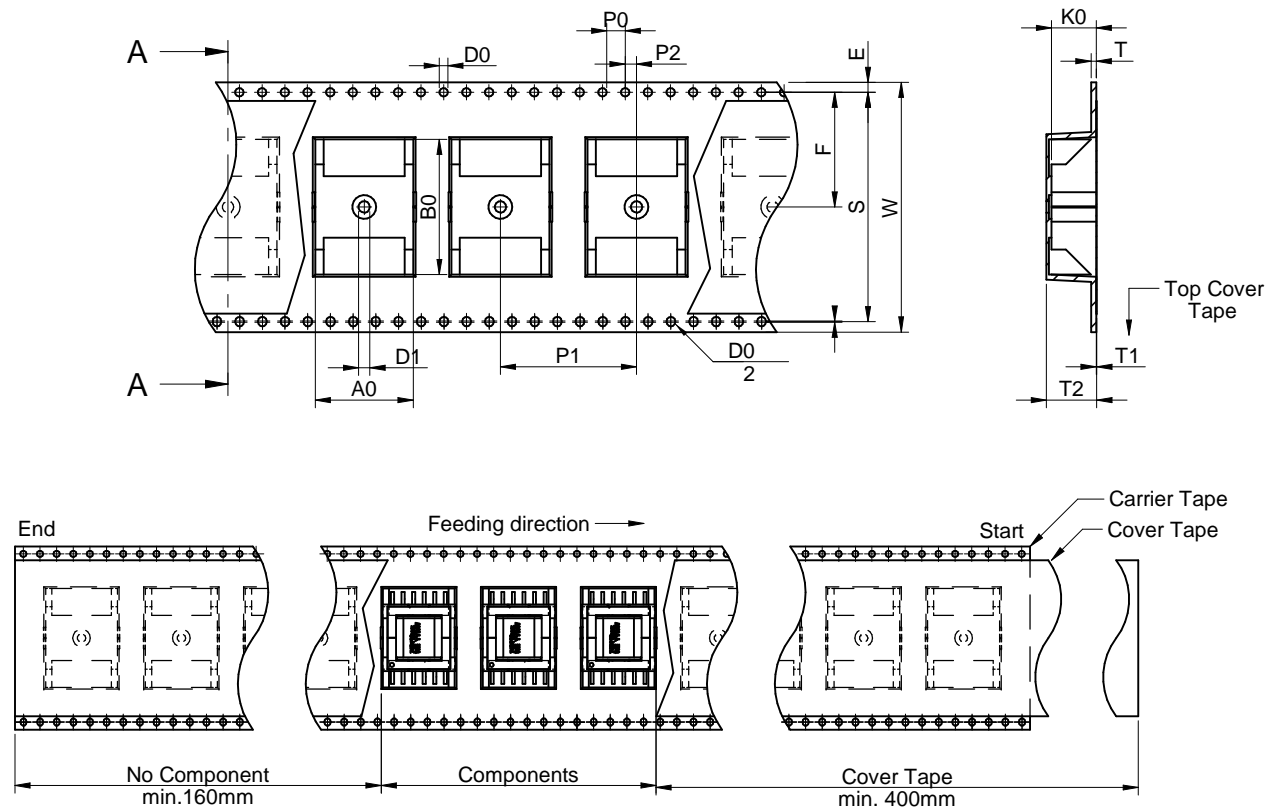 P0
K0
A
D0
P2
E
T
F
S
W
B0
Top Cover
Tape
D1
P1
D0
2
T1
A
A0
T2
Carrier Tape
End
Feeding direction
Start
Cover Tape
No Component
min.160mm
Components
Cover Tape
min. 400mm